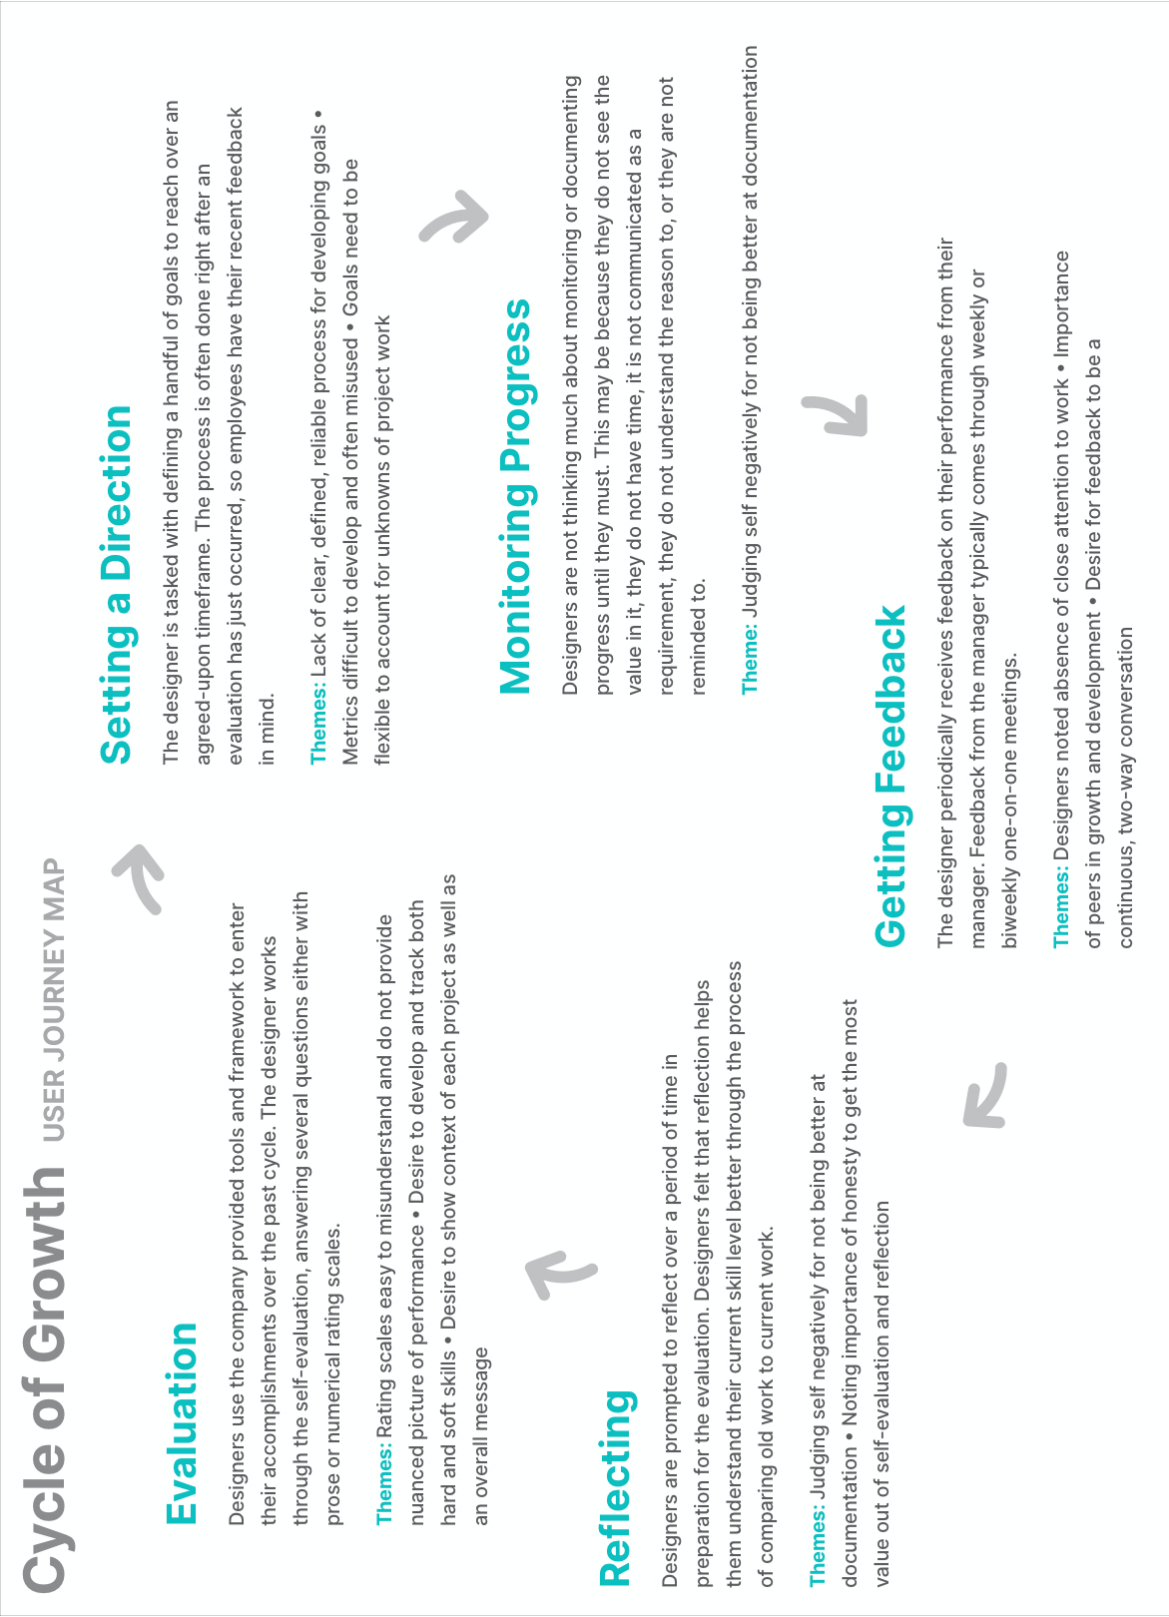 Cycle of Growth USER JOURNEY MAP
Evaluation
Designers use the company provided tools and framework to enter
their accomplishments over the past cycle. The designer works
through the self-evaluation, answering several questions either with
prose or numerical rating scales.
Themes: Rating scales easy to misunderstand and do not provide
nuanced picture of performance • Desire to develop and track both
hard and soft skills • Desire to show context of each project as well as
an overall message
Setting a Direction
The designer is tasked with defining a handful of goals to reach over an
agreed-upon timeframe. The process is often done right after an
evaluation has just occurred, so employees have their recent feedback
in mind.
Themes: Lack of clear, defined, reliable process for developing goals •
Metrics difficult to develop and often misused • Goals need to be
flexible to account for unknowns of project work
Monitoring Progress
Designers are not thinking much about monitoring or documenting
progress until they must. This may be because they do not see the
value in it, they do not have time, it is not communicated as a
requirement, they do not understand the reason to, or they are not
reminded to.
Theme: Judging self negatively for not being better at documentation
Getting Feedback
The designer periodically receives feedback on their performance from their
manager. Feedback from the manager typically comes through weekly or
biweekly one-on-one meetings.
Themes: Designers noted absence of close attention to work • Importance
of peers in growth and development • Desire for feedback to be a
continuous, two-way conversation
Reflecting
Designers are prompted to reflect over a period of time in
preparation for the evaluation. Designers felt that reflection helps
them understand their current skill level better through the process
of comparing old work to current work.
Themes: Judging self negatively for not being better at
documentation • Noting importance of honesty to get the most
value out of self-evaluation and reflection